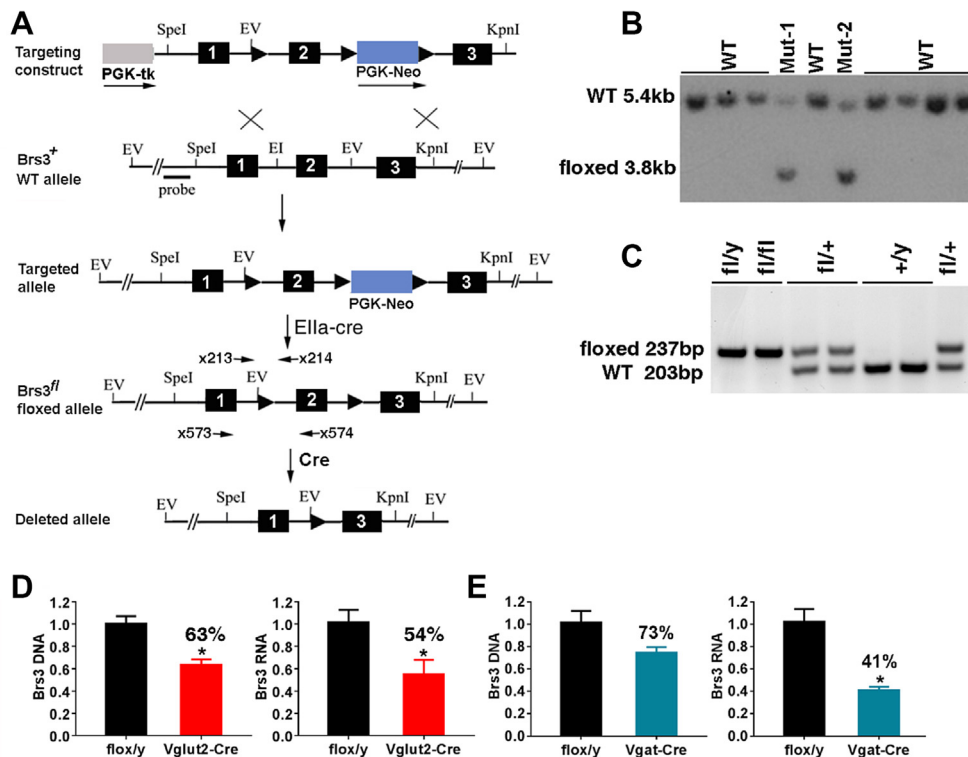 A
Targeting
construct
SpeI
EV
KpnI
1
2
3
PGK-tk
PGK-Neo
Brs3+
WT allele
EV
SpeI
EI
EV
KpnI
EV
1
2
3
probe
Targeted
allele
EV
SpeI
EV
KpnI
EV
1
2
3
PGK-Neo
EIIa-cre
x213
x214
Brs3fl
floxed allele
EV
SpeI
EV
KpnI
EV
1
2
3
x573
x574
Cre
Deleted allele
EV
SpeI
EV
KpnI
EV
1
3
B
WT
Mut-1
WT
Mut-2
WT
WT 5.4kb
floxed 3.8kb
C
fl/y
fl/fl
fl/+
+/y
fl/+
floxed 237bp
WT 203bp
D
Brs3 DNA
1.2
1.0
0.8
0.6
0.4
0.2
0.0
63%
*
flox/y
Vglut2-Cre
Brs3 RNA
1.2
1.0
0.8
0.6
0.4
0.2
0.0
54%
*
flox/y
Vglut2-Cre
E
Brs3 DNA
1.2
1.0
0.8
0.6
0.4
0.2
0.0
73%
flox/y
Vgat-Cre
Brs3 RNA
1.2
1.0
0.8
0.6
0.4
0.2
0.0
41%
*
flox/y
Vgat-Cre